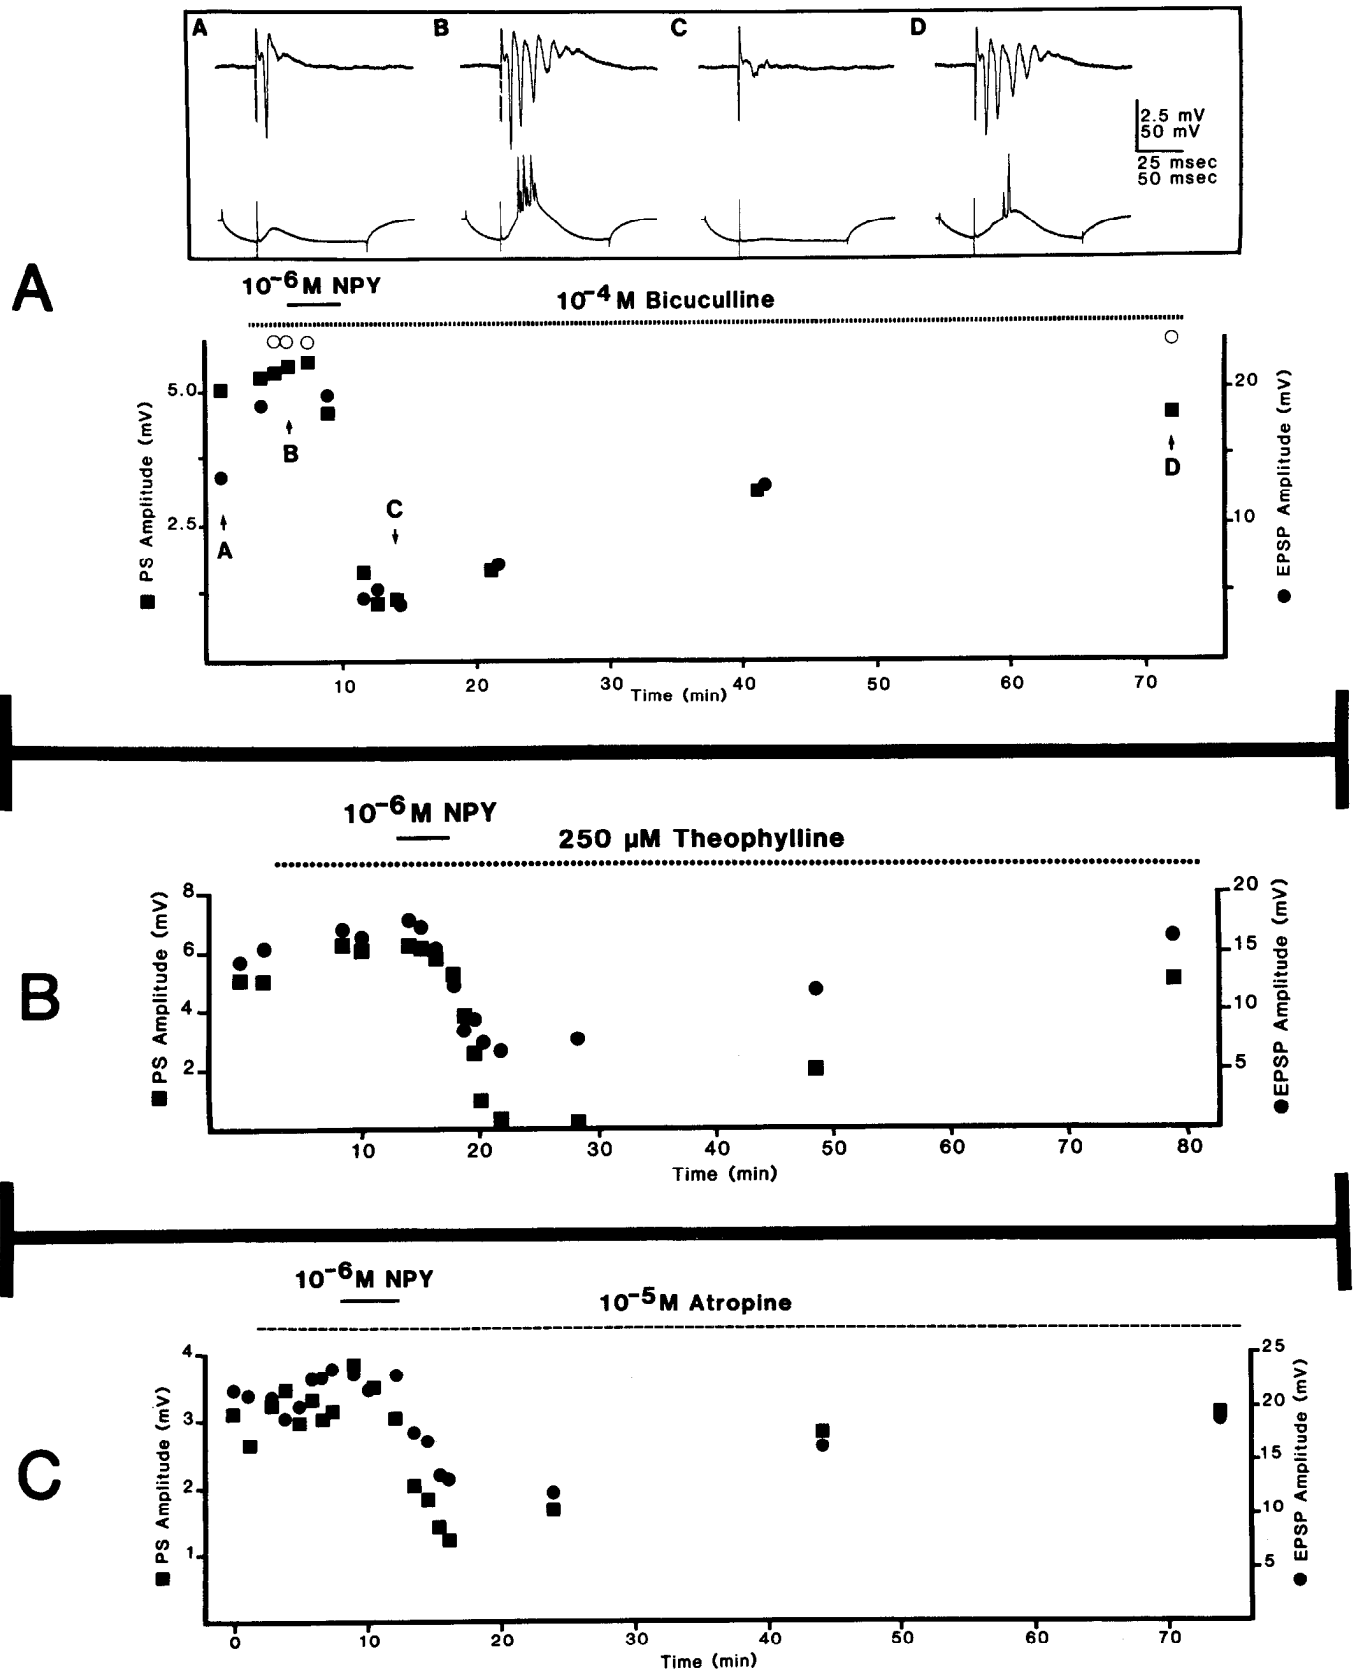 A B C D
2.5 mV
50 mV
25 msec
50 msec
A
10⁻⁶M NPY
10⁻⁴M Bicuculline
5.0
2.5
PS Amplitude (mV)
20
10
EPSP Amplitude (mV)
A
B
C
D
10 20 30 40 50 60 70
Time (min)
B
10⁻⁶M NPY
250 µM Theophylline
8
6
4
2
PS Amplitude (mV)
20
15
10
5
EPSP Amplitude (mV)
10 20 30 40 50 60 70 80
Time (min)
C
10⁻⁶M NPY
10⁻⁵M Atropine
4
3
2
1
PS Amplitude (mV)
25
20
15
10
5
EPSP Amplitude (mV)
0 10 20 30 40 50 60 70
Time (min)